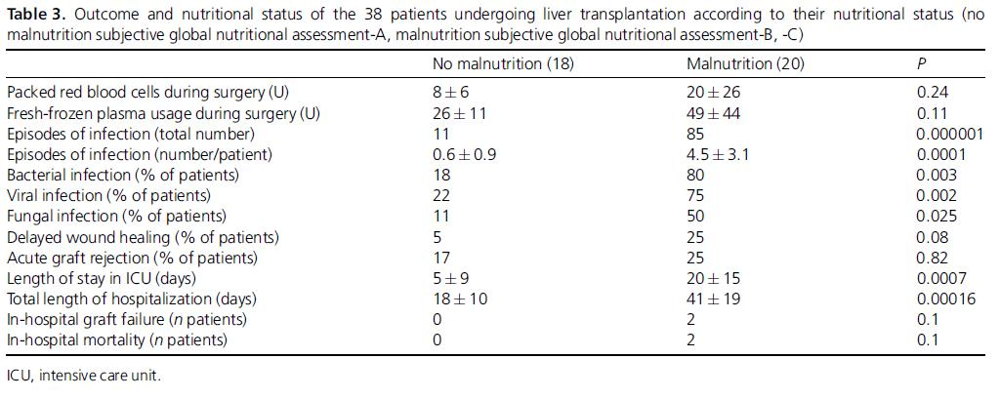 Table 3. Outcome and nutritional status of the 38 patients undergoing liver transplantation according to their nutritional status (no
malnutrition subjective global nutritional assessment-A, malnutrition subjective global nutritional assessment-B, -C)
No malnutrition (18) Malnutrition (20) P
Packed red blood cells during surgery (U) 8 ± 6 20 ± 26 0.24
Fresh-frozen plasma usage during surgery (U) 26 ± 11 49 ± 44 0.11
Episodes of infection (total number) 11 85 0.000001
Episodes of infection (number/patient) 0.6 ± 0.9 4.5 ± 3.1 0.0001
Bacterial infection (% of patients) 18 80 0.003
Viral infection (% of patients) 22 75 0.002
Fungal infection (% of patients) 11 50 0.025
Delayed wound healing (% of patients) 5 25 0.08
Acute graft rejection (% of patients) 17 25 0.82
Length of stay in ICU (days) 5 ± 9 20 ± 15 0.0007
Total length of hospitalization (days) 18 ± 10 41 ± 19 0.00016
In-hospital graft failure (n patients) 0 2 0.1
In-hospital mortality (n patients) 0 2 0.1
ICU, intensive care unit.